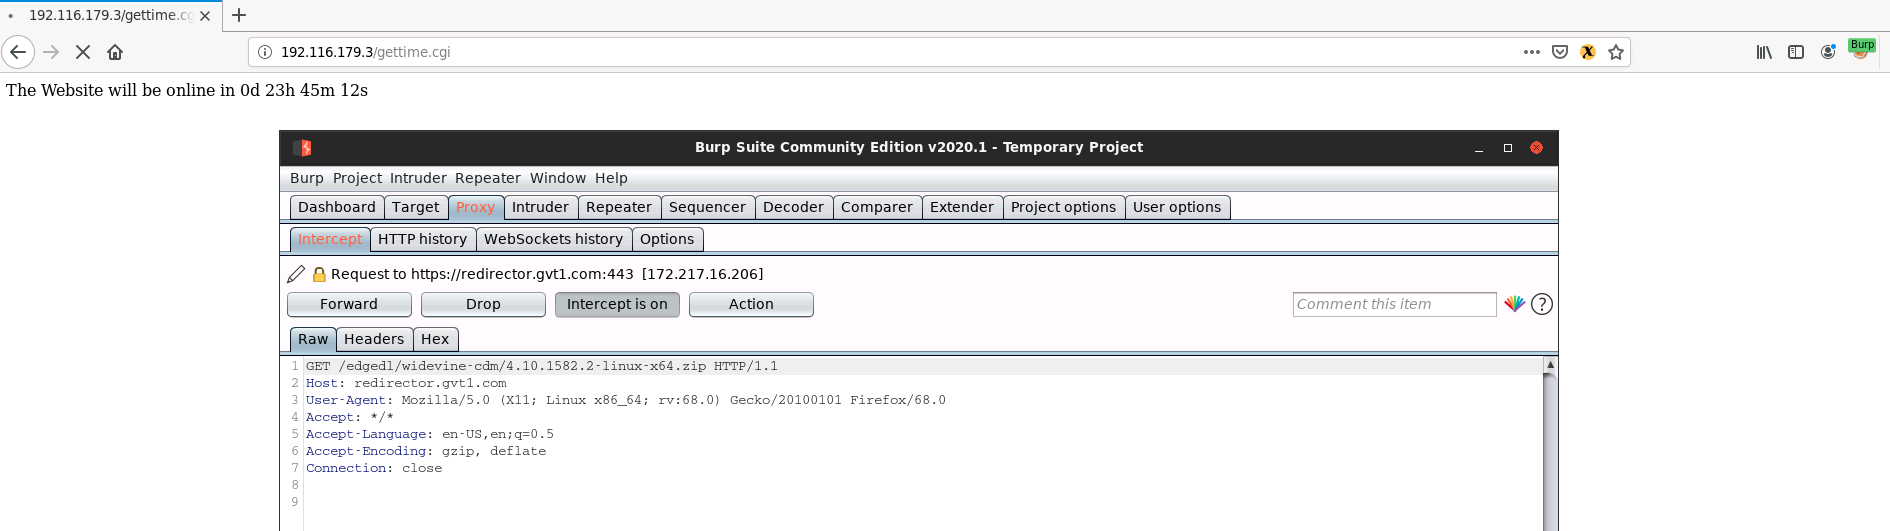 192.116.179.3/gettime.cg
192.116.179.3/gettime.cgi
Burp
The Website will be online in 0d 23h 45m 12s
Burp Suite Community Edition v2020.1 - Temporary Project
Burp Project Intruder Repeater Window Help
Dashboard Target Proxy Intruder Repeater Sequencer Decoder Comparer Extender Project options User options
Intercept HTTP history WebSockets history Options
Request to https://redirector.gvt1.com:443 [172.217.16.206]
Forward Drop Intercept is on Action Comment this item ?
Raw Headers Hex
1 GET /edgedl/widevine-cdm/4.10.1582.2-linux-x64.zip HTTP/1.1
2 Host: redirector.gvt1.com
3 User-Agent: Mozilla/5.0 (X11; Linux x86_64; rv:68.0) Gecko/20100101 Firefox/68.0
4 Accept: */*
5 Accept-Language: en-US,en;q=0.5
6 Accept-Encoding: gzip, deflate
7 Connection: close
8
9